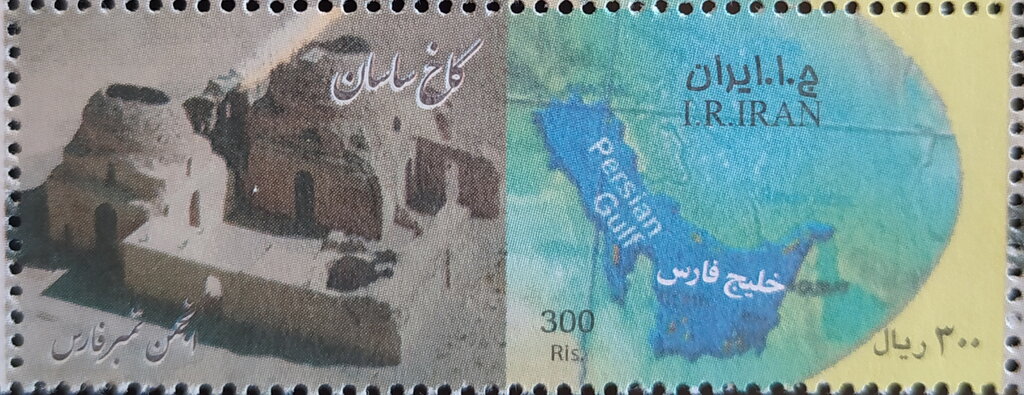 کاخ ساسان
انجمن تمبر فارس
ج.ا.ایران
I.R.IRAN
Persian
Gulf
خلیج فارس
300
Rls.
۳۰۰ ریال